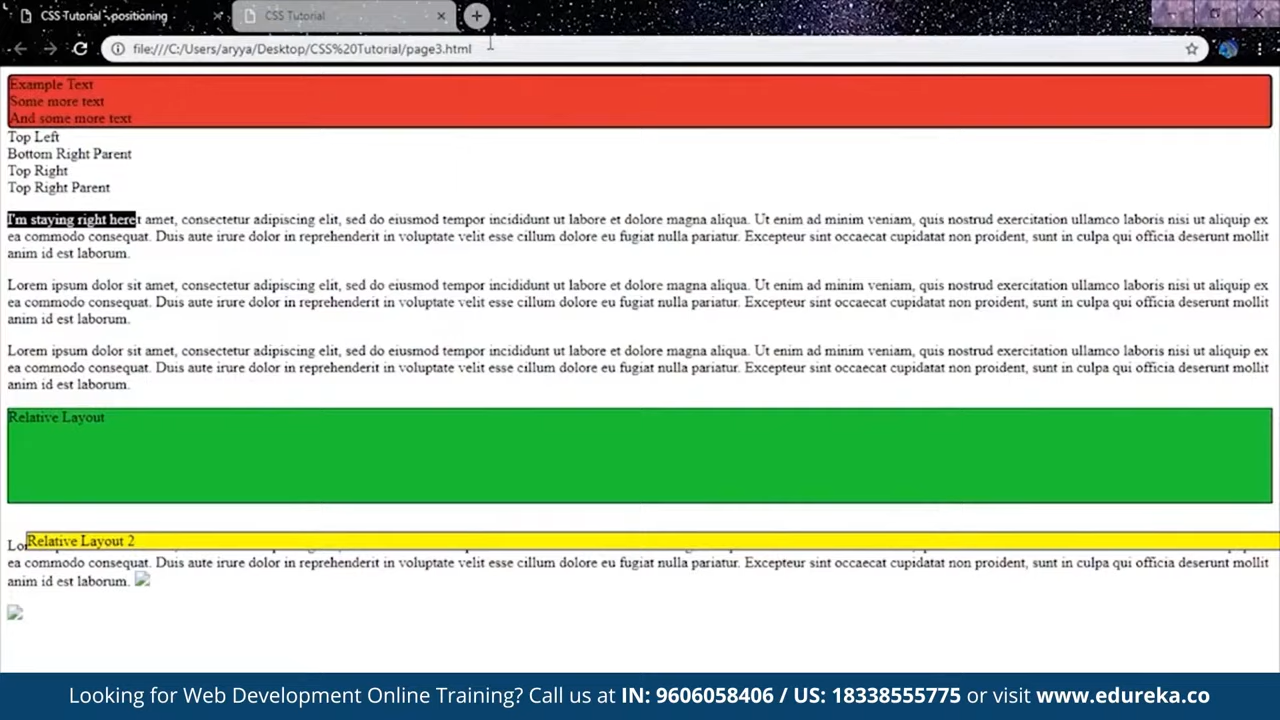 CSS Tutorial - positioning
CSS Tutorial
file:///C:/Users/aryya/Desktop/CSS%20Tutorial/page3.html
Example Text
Some more text
And some more text
Top Left
Bottom Right Parent
Top Right
Top Right Parent
I'm staying right heret amet, consectetur adipiscing elit, sed do eiusmod tempor incididunt ut labore et dolore magna aliqua. Ut enim ad minim veniam, quis nostrud exercitation ullamco laboris nisi ut aliquip ex
ea commodo consequat. Duis aute irure dolor in reprehenderit in voluptate velit esse cillum dolore eu fugiat nulla pariatur. Excepteur sint occaecat cupidatat non proident, sunt in culpa qui officia deserunt mollit
anim id est laborum.
Lorem ipsum dolor sit amet, consectetur adipiscing elit, sed do eiusmod tempor incididunt ut labore et dolore magna aliqua. Ut enim ad minim veniam, quis nostrud exercitation ullamco laboris nisi ut aliquip ex
ea commodo consequat. Duis aute irure dolor in reprehenderit in voluptate velit esse cillum dolore eu fugiat nulla pariatur. Excepteur sint occaecat cupidatat non proident, sunt in culpa qui officia deserunt mollit
anim id est laborum.
Lorem ipsum dolor sit amet, consectetur adipiscing elit, sed do eiusmod tempor incididunt ut labore et dolore magna aliqua. Ut enim ad minim veniam, quis nostrud exercitation ullamco laboris nisi ut aliquip ex
ea commodo consequat. Duis aute irure dolor in reprehenderit in voluptate velit esse cillum dolore eu fugiat nulla pariatur. Excepteur sint occaecat cupidatat non proident, sunt in culpa qui officia deserunt mollit
anim id est laborum.
Relative Layout
Relative Layout 2
ea commodo consequat. Duis aute irure dolor in reprehenderit in voluptate velit esse cillum dolore eu fugiat nulla pariatur. Excepteur sint occaecat cupidatat non proident, sunt in culpa qui officia deserunt mollit
anim id est laborum.
Looking for Web Development Online Training? Call us at IN: 9606058406 / US: 18338555775 or visit www.edureka.co